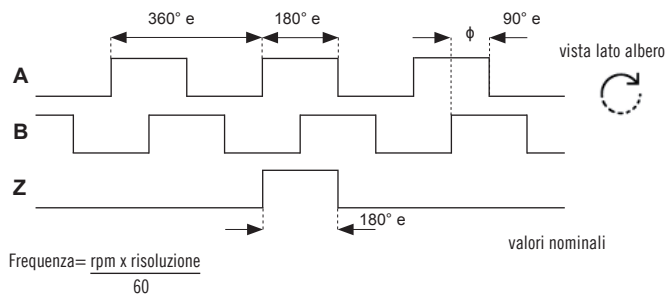 360° e 180° e ϕ 90° e
vista lato albero
A
B
Z
180° e
valori nominali
Frequenza= rpm x risoluzione
60